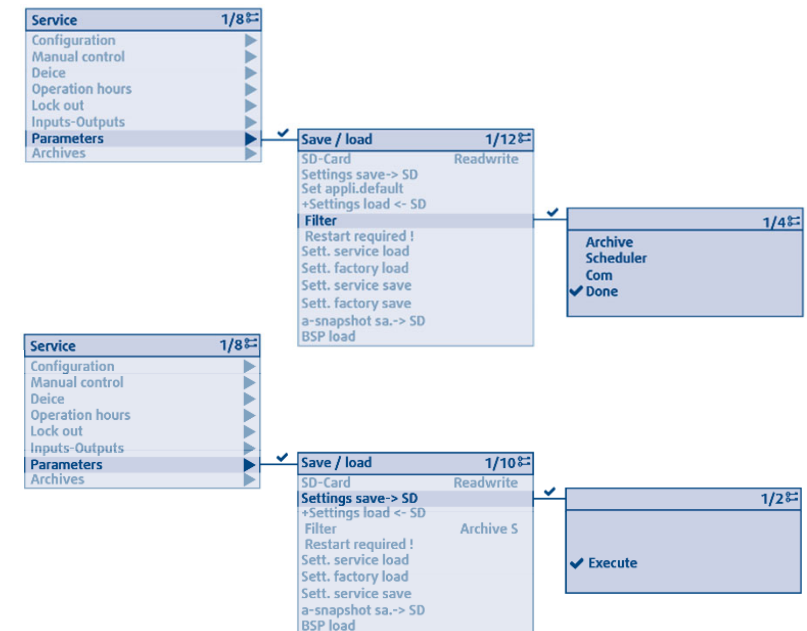 Service 1/8
Configuration
Manual control
Deice
Operation hours
Lock out
Inputs-Outputs
Parameters
Archives
Save / load 1/12
SD-Card Readwrite
Settings save-> SD
Set appli.default
+Settings load <- SD
Filter
Restart required !
Sett. service load
Sett. factory load
Sett. service save
Sett. factory save
a-snapshot sa.-> SD
BSP load
1/4
Archive
Scheduler
Com
Done
Service 1/8
Configuration
Manual control
Deice
Operation hours
Lock out
Inputs-Outputs
Parameters
Archives
Save / load 1/10
SD-Card Readwrite
Settings save-> SD
+Settings load <- SD
Filter Archive S
Restart required !
Sett. service load
Sett. factory load
Sett. service save
a-snapshot sa.-> SD
BSP load
1/2
Execute